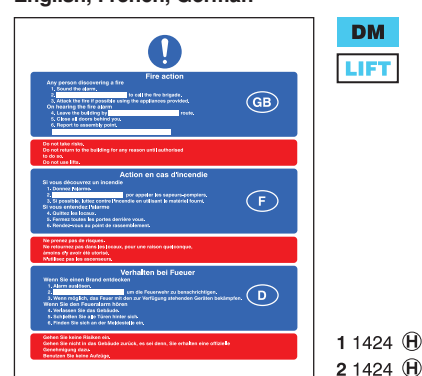 English, French, German
DM
LIFT
Fire action
Any person discovering a fire
1. Sound the alarm.
2. to call the fire brigade,
3. Attack the fire if possible using the appliances provided,
On hearing the fire alarm
4. Leave the building by route,
5. Close all doors behind you,
6. Report to assembly point,
GB
Do not take risks,
Do not return to the building for any reason until authorised
to do so,
Do not use lifts.
Action en cas d'incendie
Si vous découvrez un incendie
1. Donnez l'alarme.
2. por appeler les sapeurs-pompiers,
3. Si possible, luttez contre l'incendie en utilisant le matériel fourni.
Si vous entendez l'alarme
4. Quittez les locaux.
5. Fermez toutes les portes derrière vous.
6. Rendez-vous au point de rassemblement.
F
Ne prenez pas de risques.
Ne retournez pas dans les locaux, pour une raison quelconque,
àmoins d'y avoir été utorisé,
N'utilisez pas les ascenseurs,
Verhalten bei Fueuer
Wenn Sie einen Brand entdecken
1. Alarm auslösen,
2. um die Feuerwehr zu benachrichtigen.
3. Wenn möglich, das Feuer mit den zur Verfügung stehenden Geräten bekämpfen.
Wenn Sie den Feueralarm hören
4. Verlassen Sie das Gebäude.
5. Schließen Sie alle Türen hinter sich.
6. Finden Sie sich an der Meldestelle ein,
D
Gehen Sie keine Risiken ein.
Gehen Sie nicht in das Gebäude zurück, es sei denn, Sie erhalten eine offizielle
Genehmigung dazu.
Benutzen Sie keine Aufzüge,
1 1424 H
2 1424 H